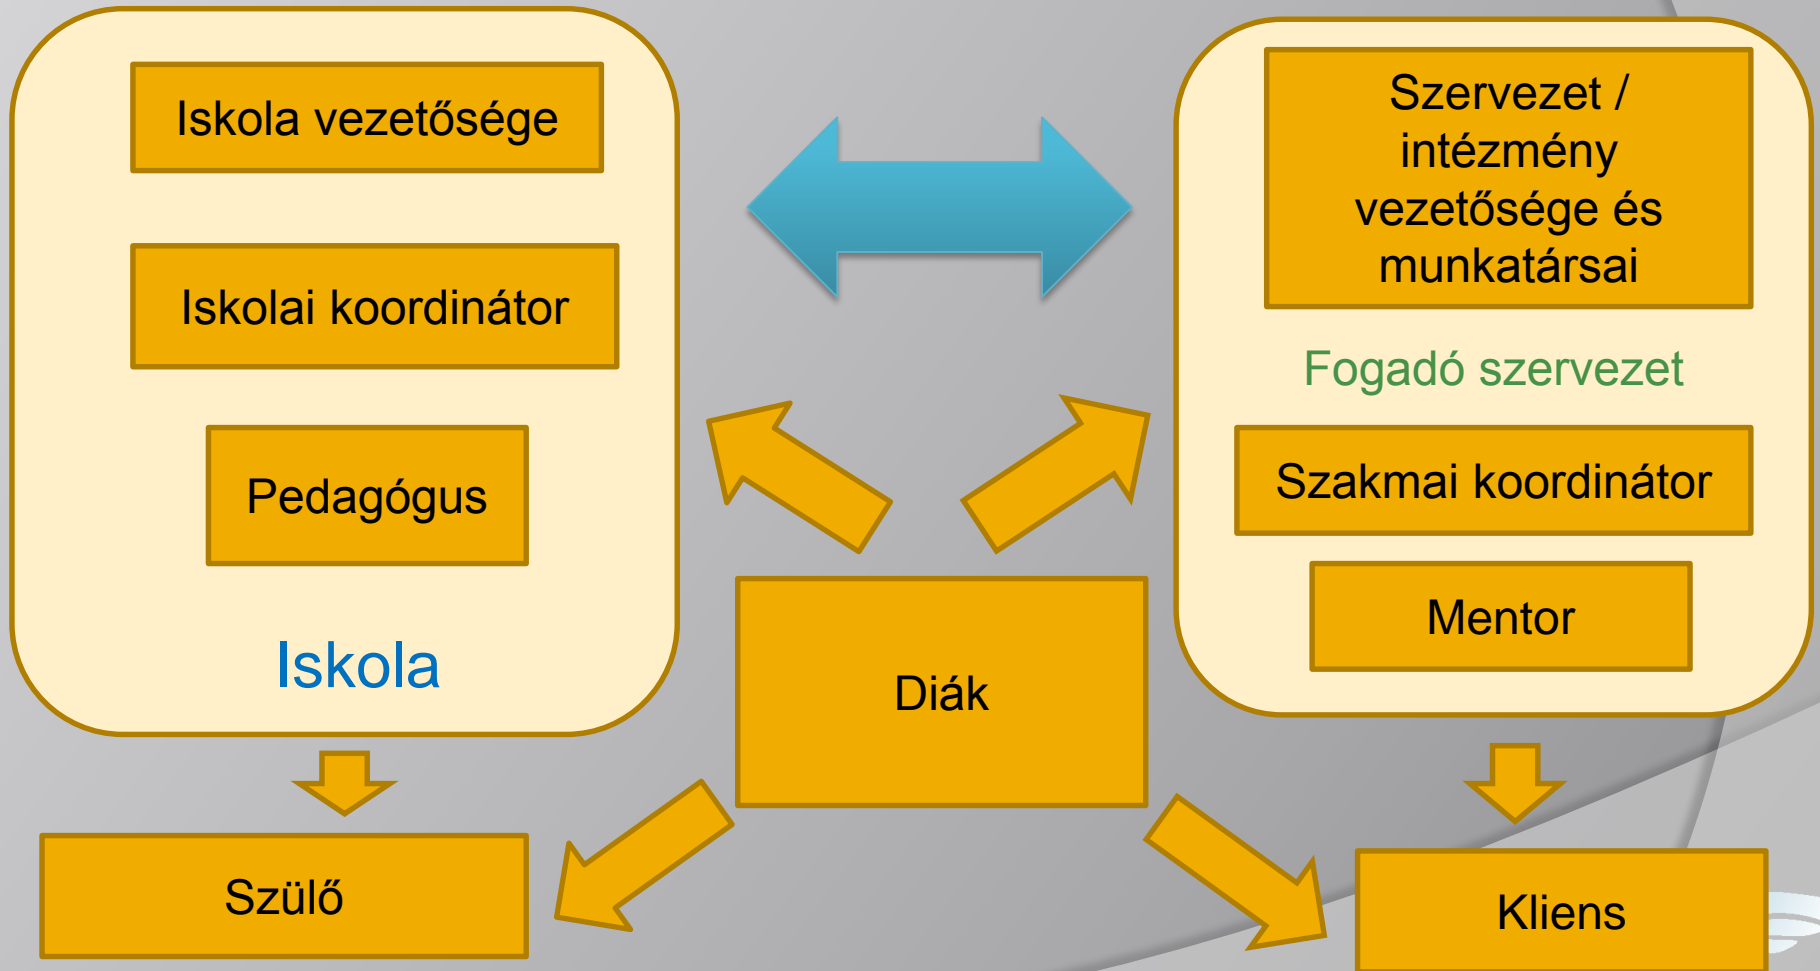 Iskola vezetősége
Iskolai koordinátor
Pedagógus
Iskola
Szülő
Diák
Szervezet /
intézmény
vezetősége és
munkatársai
Fogadó szervezet
Szakmai koordinátor
Mentor
Kliens